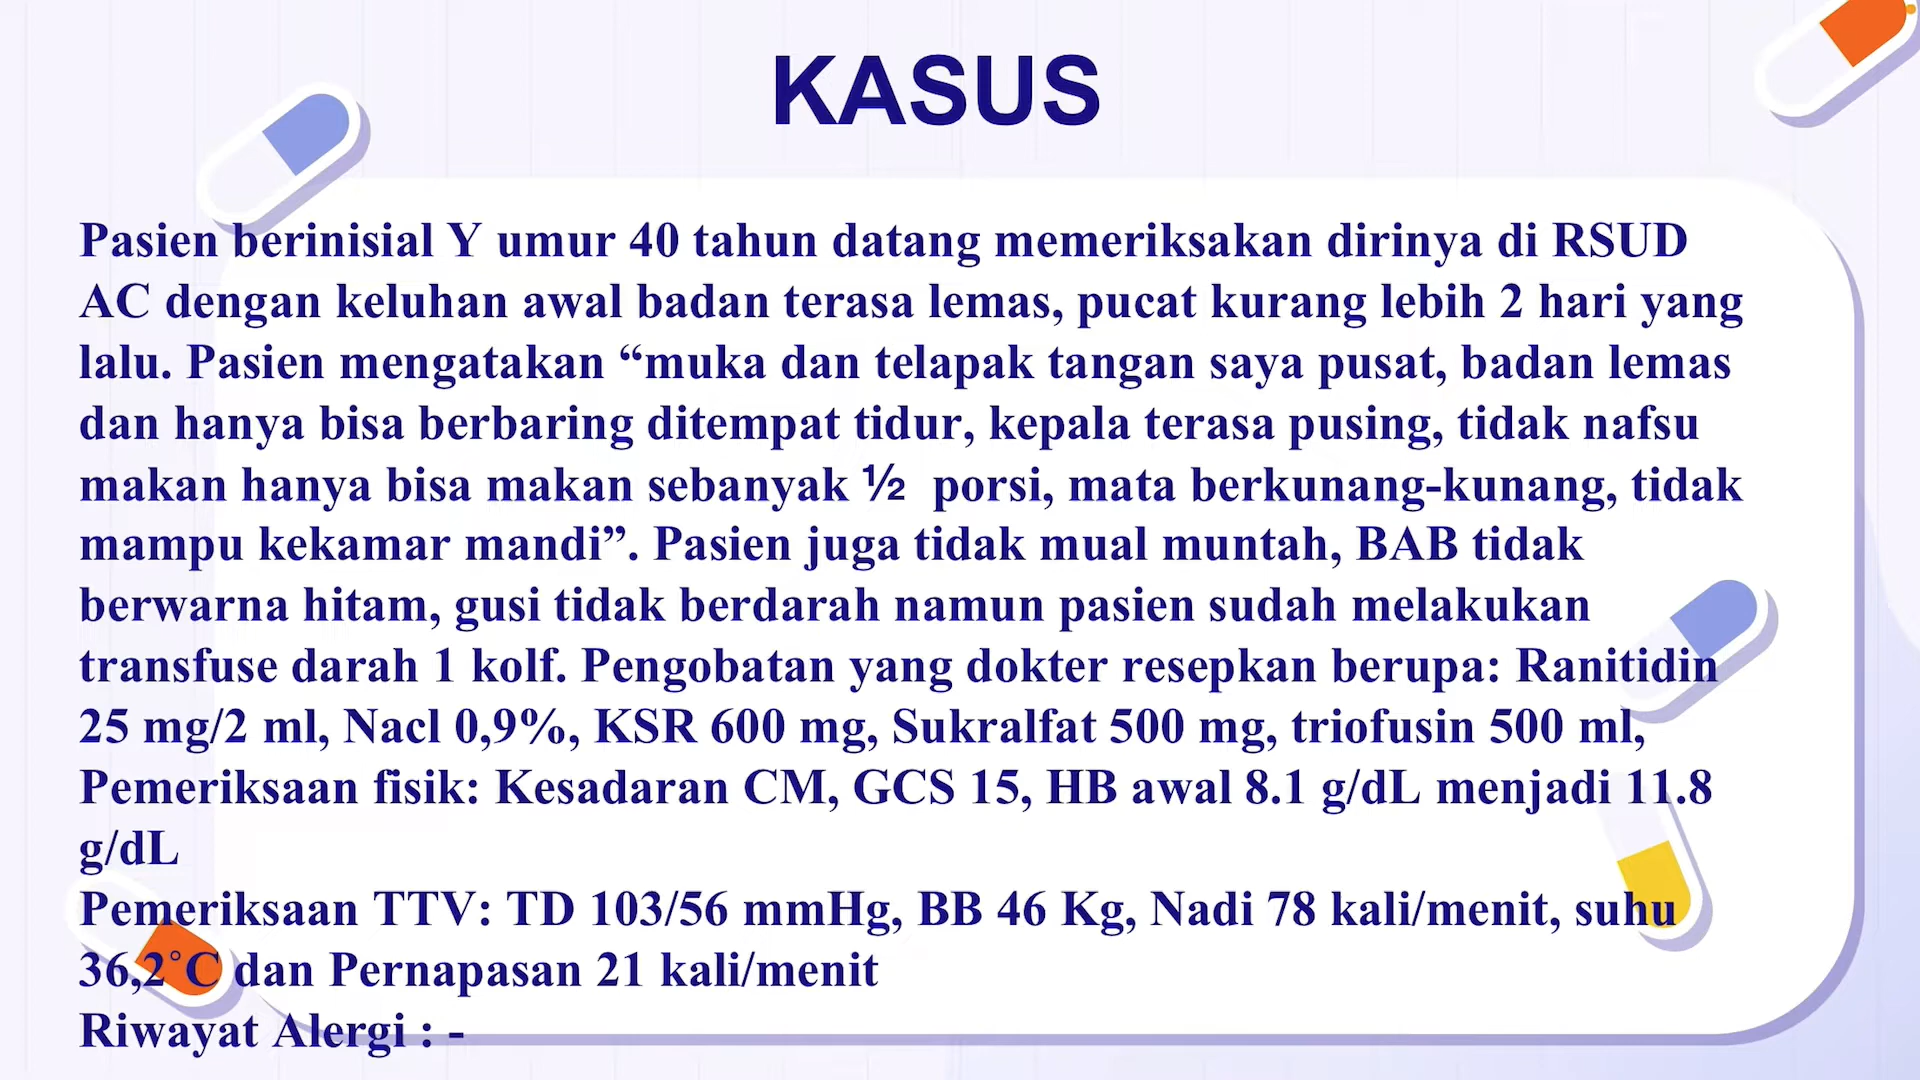 KASUS
Pasien berinisial Y umur 40 tahun datang memeriksakan dirinya di RSUD
AC dengan keluhan awal badan terasa lemas, pucat kurang lebih 2 hari yang
lalu. Pasien mengatakan “muka dan telapak tangan saya pusat, badan lemas
dan hanya bisa berbaring ditempat tidur, kepala terasa pusing, tidak nafsu
makan hanya bisa makan sebanyak ½ porsi, mata berkunang-kunang, tidak
mampu kekamar mandi”. Pasien juga tidak mual muntah, BAB tidak
berwarna hitam, gusi tidak berdarah namun pasien sudah melakukan
transfuse darah 1 kolf. Pengobatan yang dokter resepkan berupa: Ranitidin
25 mg/2 ml, Nacl 0,9%, KSR 600 mg, Sukralfat 500 mg, triofusin 500 ml,
Pemeriksaan fisik: Kesadaran CM, GCS 15, HB awal 8.1 g/dL menjadi 11.8
g/dL
Pemeriksaan TTV: TD 103/56 mmHg, BB 46 Kg, Nadi 78 kali/menit, suhu
36,2˚C dan Pernapasan 21 kali/menit
Riwayat Alergi : -